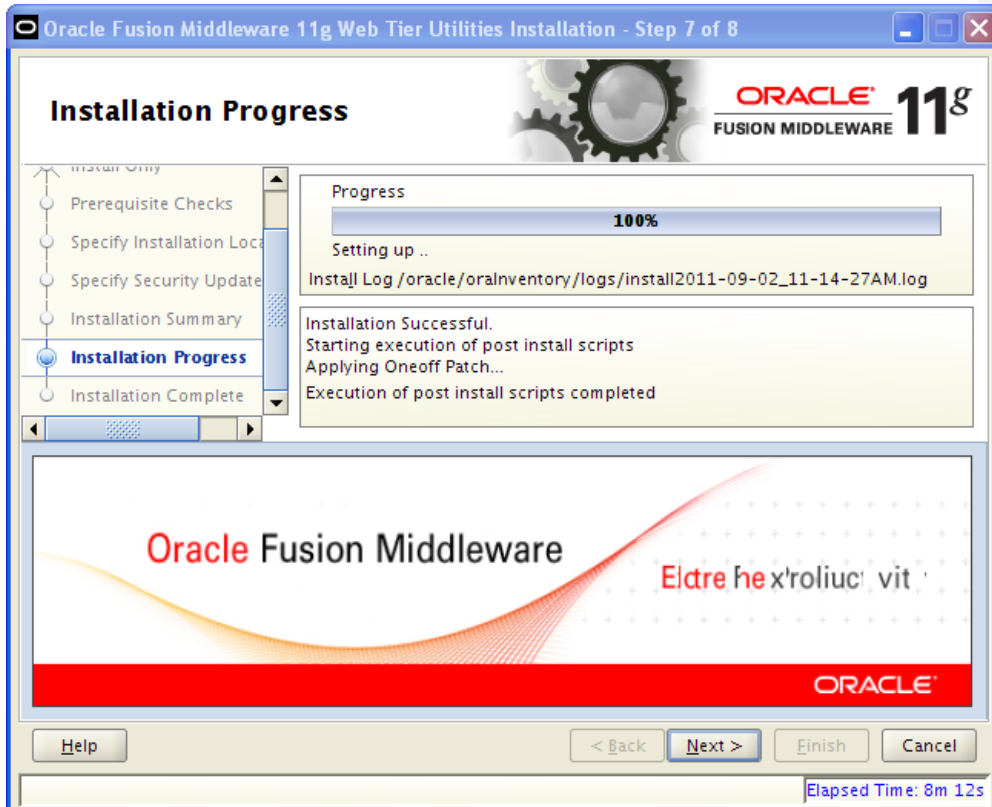 Oracle Fusion Middleware 11g Web Tier Utilities Installation - Step 7 of 8
Installation Progress
ORACLE
FUSION MIDDLEWARE 11g
Install Only
Prerequisite Checks
Specify Installation Loca
Specify Security Update
Installation Summary
Installation Progress
Installation Complete
Progress
100%
Setting up ..
Install Log /oracle/oraInventory/logs/install2011-09-02_11-14-27AM.log
Installation Successful.
Starting execution of post install scripts
Applying Oneoff Patch...
Execution of post install scripts completed
Oracle Fusion Middleware
ORACLE
Help
< Back
Next >
Finish
Cancel
Elapsed Time: 8m 12s